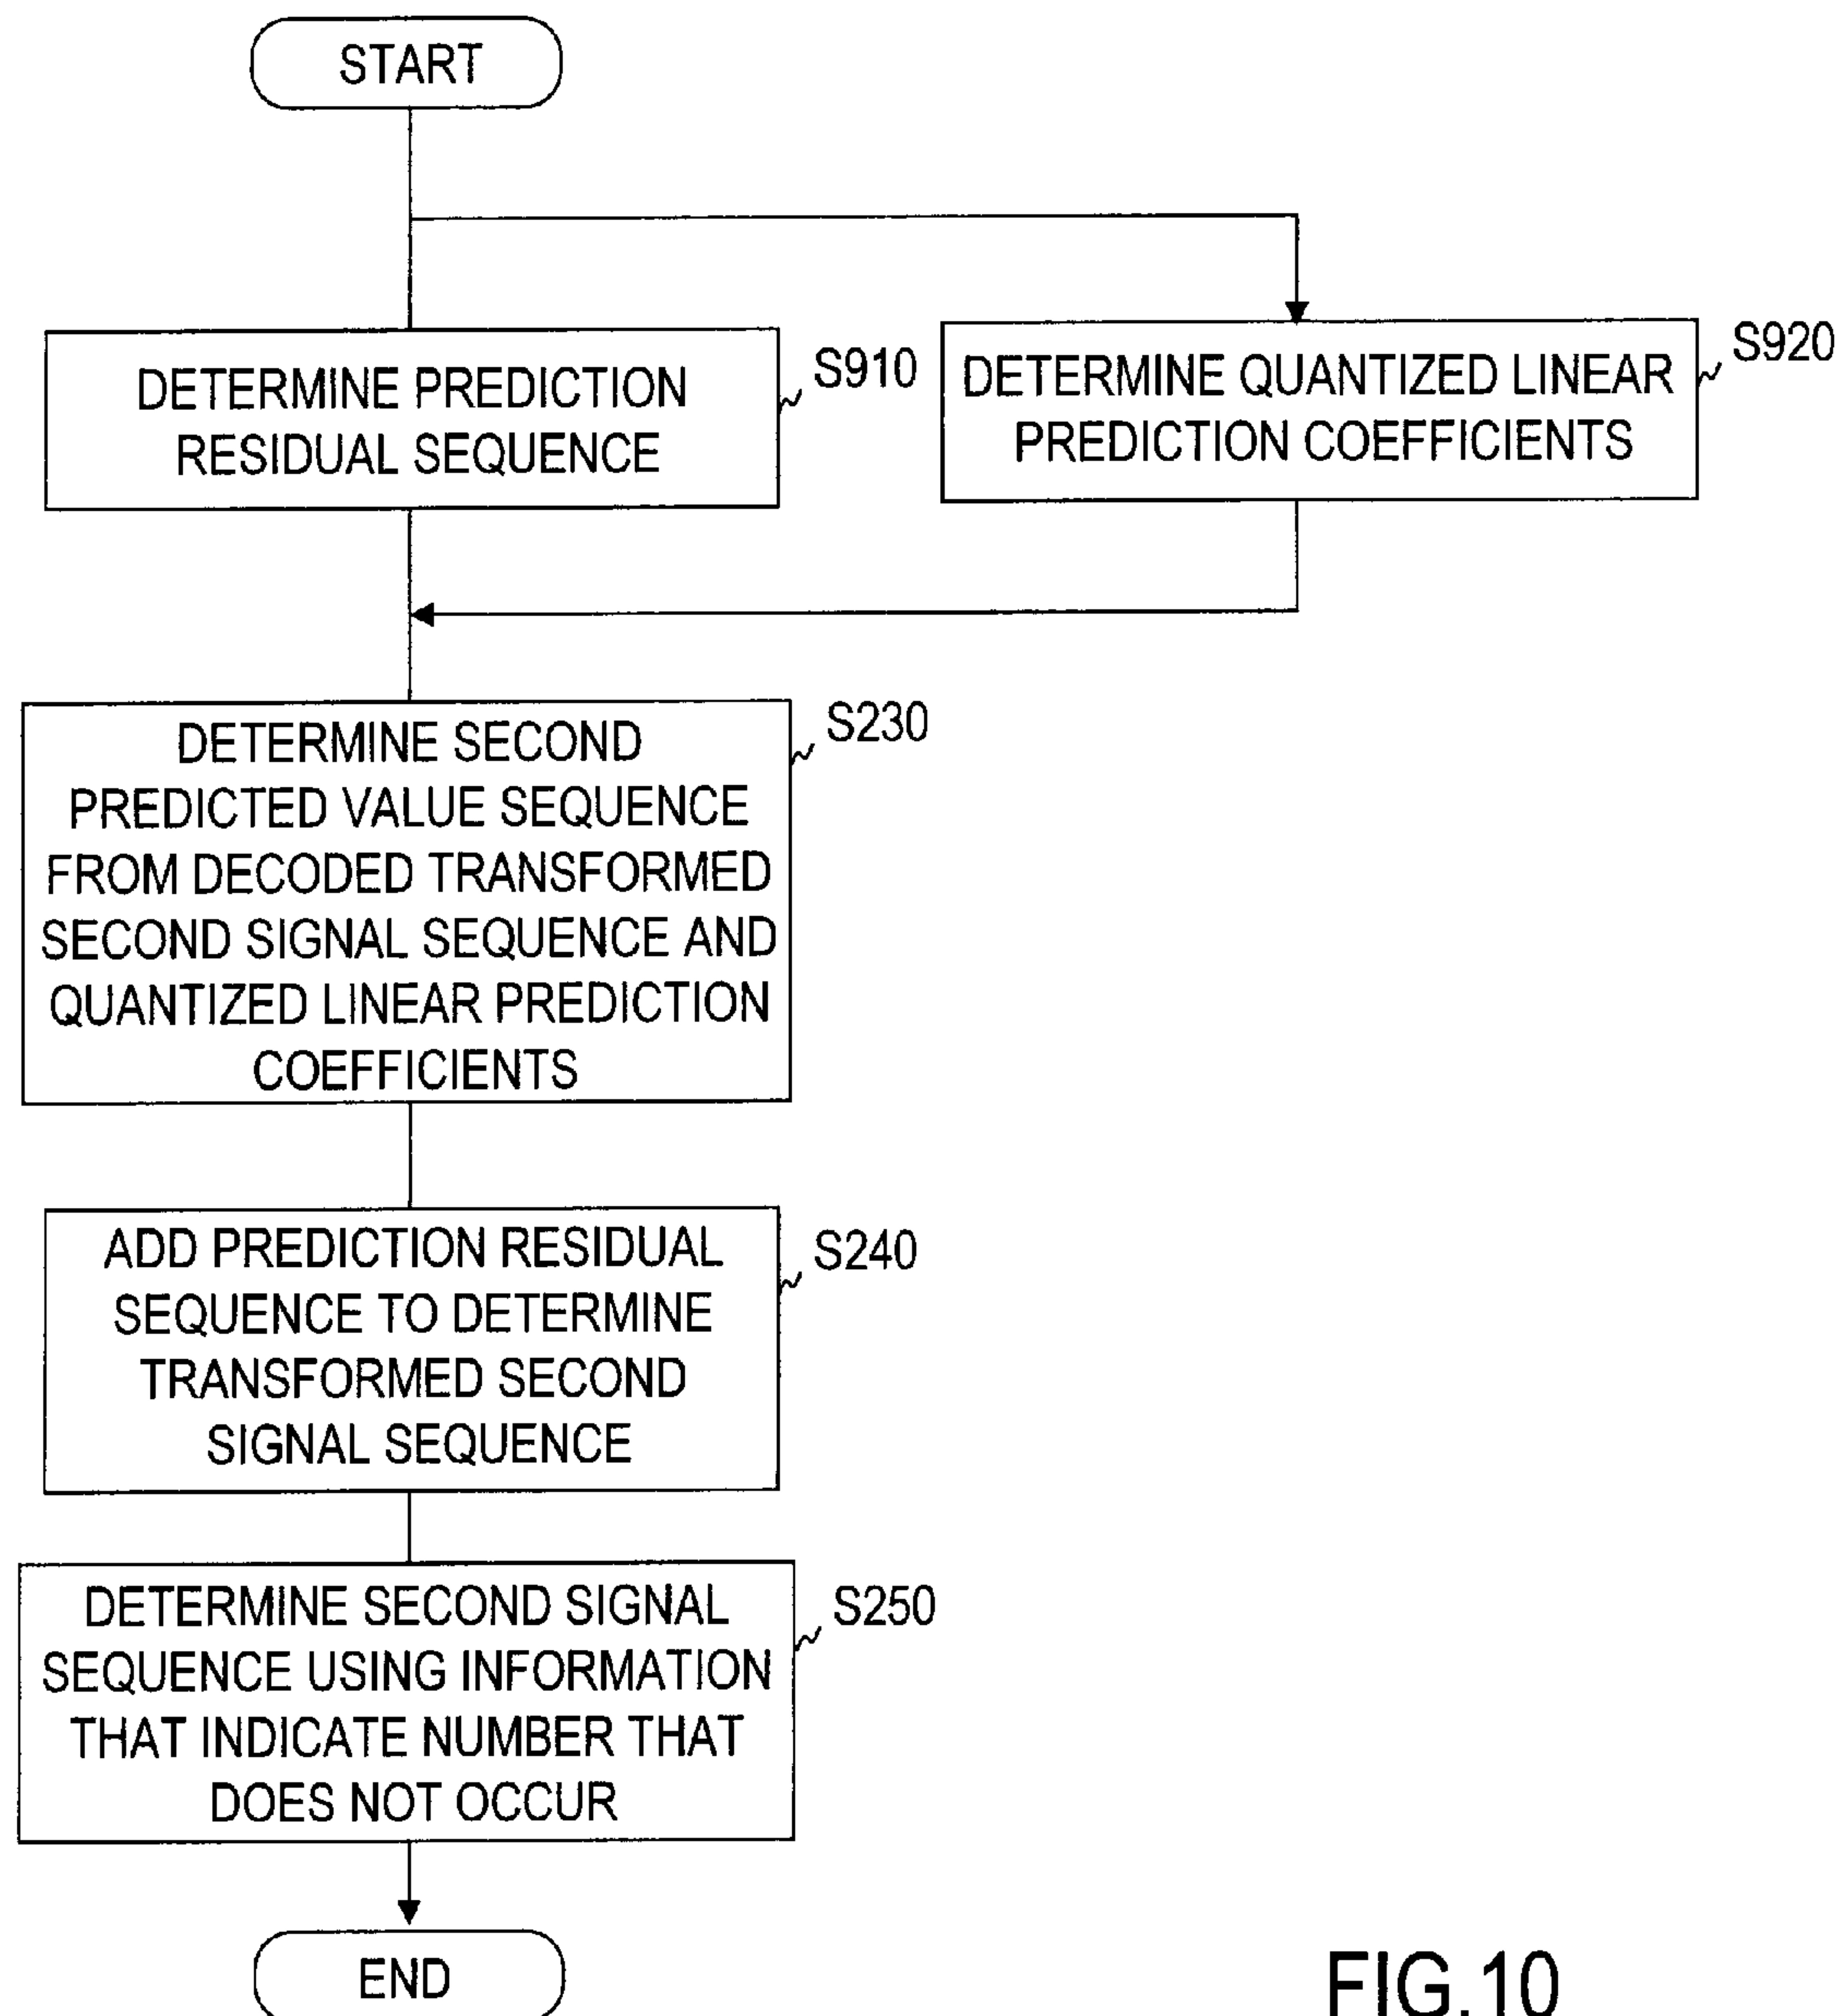 START
DETERMINE PREDICTION
RESIDUAL SEQUENCE
S910
DETERMINE QUANTIZED LINEAR
PREDICTION COEFFICIENTS
S920
DETERMINE SECOND
PREDICTED VALUE SEQUENCE
FROM DECODED TRANSFORMED
SECOND SIGNAL SEQUENCE AND
QUANTIZED LINEAR PREDICTION
COEFFICIENTS
S230
ADD PREDICTION RESIDUAL
SEQUENCE TO DETERMINE
TRANSFORMED SECOND
SIGNAL SEQUENCE
S240
DETERMINE SECOND SIGNAL
SEQUENCE USING INFORMATION
THAT INDICATE NUMBER THAT
DOES NOT OCCUR
S250
END
FIG.10